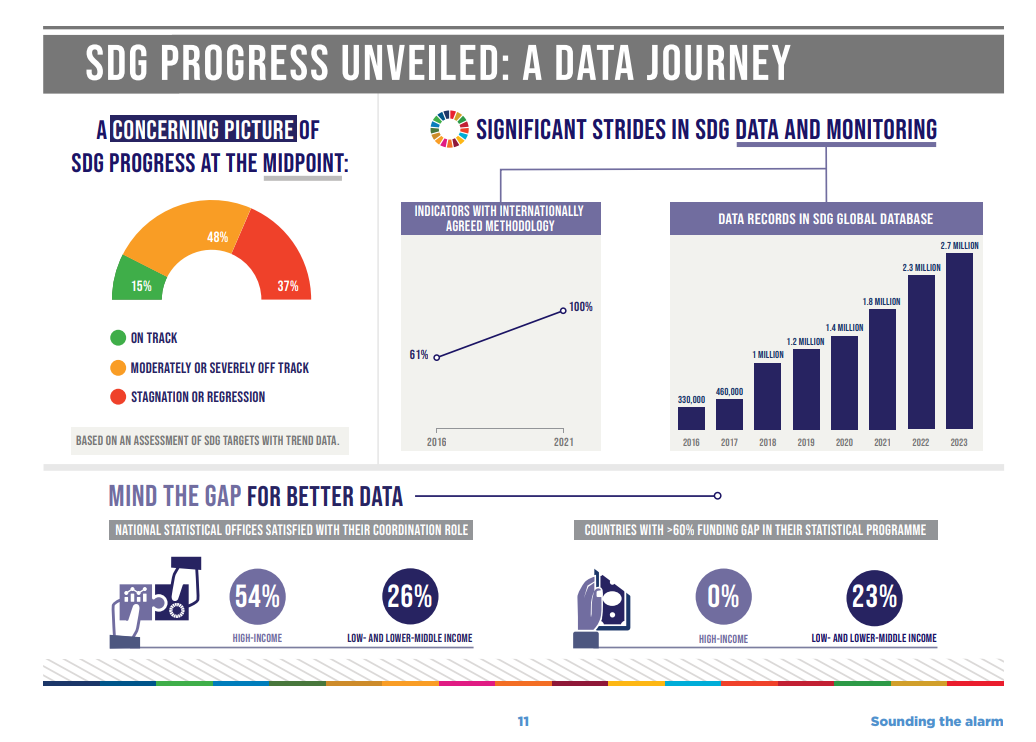 SDG PROGRESS UNVEILED: A DATA JOURNEY
A CONCERNING PICTURE OF
SDG PROGRESS AT THE MIDPOINT:
48%
15%
37%
ON TRACK
MODERATELY OR SEVERELY OFF TRACK
STAGNATION OR REGRESSION
BASED ON AN ASSESSMENT OF SDG TARGETS WITH TREND DATA.
SIGNIFICANT STRIDES IN SDG DATA AND MONITORING
INDICATORS WITH INTERNATIONALLY
AGREED METHODOLOGY
61%
100%
2016
2021
DATA RECORDS IN SDG GLOBAL DATABASE
330,000
460,000
1 MILLION
1.2 MILLION
1.4 MILLION
1.8 MILLION
2.3 MILLION
2.7 MILLION
2016
2017
2018
2019
2020
2021
2022
2023
MIND THE GAP FOR BETTER DATA
NATIONAL STATISTICAL OFFICES SATISFIED WITH THEIR COORDINATION ROLE
54%
26%
HIGH-INCOME
LOW- AND LOWER-MIDDLE INCOME
COUNTRIES WITH >60% FUNDING GAP IN THEIR STATISTICAL PROGRAMME
0%
23%
HIGH-INCOME
LOW- AND LOWER-MIDDLE INCOME
11
Sounding the alarm